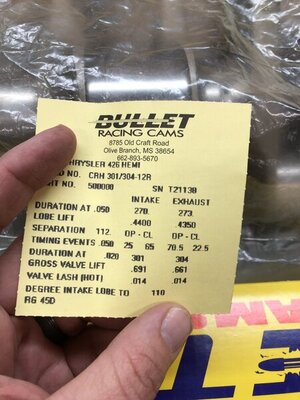 BULLET
RACING CAMS
8785 Old Craft Road
Olive Branch, MS 38654
662-893-5670
CHRYSLER 426 HEMI
NO. CRH 301/304-12R
NO. 500000 SN T21138
INTAKE EXHAUST
DURATION AT .050 270. 273.
LOBE LIFT .4400 .4350
SEPARATION 112. OP - CL OP - CL
TIMING EVENTS .050 25 65 70.5 22.5
DURATION AT .020 301 304
GROSS VALVE LIFT .691 .661
VALVE LASH (HOT) .014 .014
DEGREE INTAKE LOBE TO 110
RG 45D